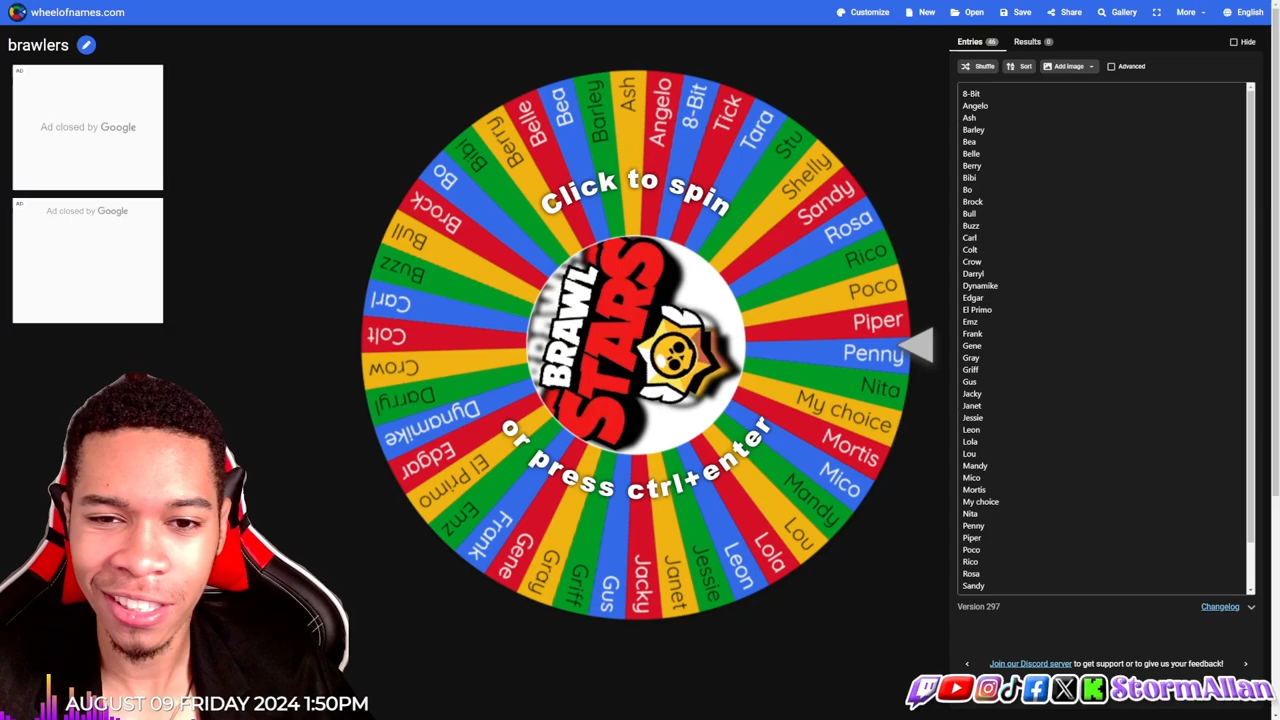 wheelofnames.com
Customize
New
Open
Save
Share
Gallery
More
English
brawlers
AD
Ad closed by Google
AD
Ad closed by Google
Click to spin
or press ctrl+enter
Ash
Angelo
8-Bit
Tick
Tara
Stu
Shelly
Sandy
Rosa
Rico
Poco
Piper
Penny
Nita
My choice
Mortis
Mico
Mandy
Lou
Lola
Leon
Jessie
Janet
Jacky
Gus
Griff
Gray
Gene
Frank
Emz
El Primo
Edgar
Dynamike
Darryl
Crow
Colt
Carl
Buzz
Bull
Brock
Bo
Bibi
Berry
Belle
Bea
Barley
BRAWL
STARS
Entries 46
Results 0
Hide
Shuffle
Sort
Add image
Advanced
8-Bit
Angelo
Ash
Barley
Bea
Belle
Berry
Bibi
Bo
Brock
Bull
Buzz
Carl
Colt
Crow
Darryl
Dynamike
Edgar
El Primo
Emz
Frank
Gene
Gray
Griff
Gus
Jacky
Janet
Jessie
Leon
Lola
Lou
Mandy
Mico
Mortis
My choice
Nita
Penny
Piper
Poco
Rico
Rosa
Sandy
Version 297
Changelog
Join our Discord server to get support or to give us your feedback!
AUGUST 09 FRIDAY 2024 1:50PM
StormAllan